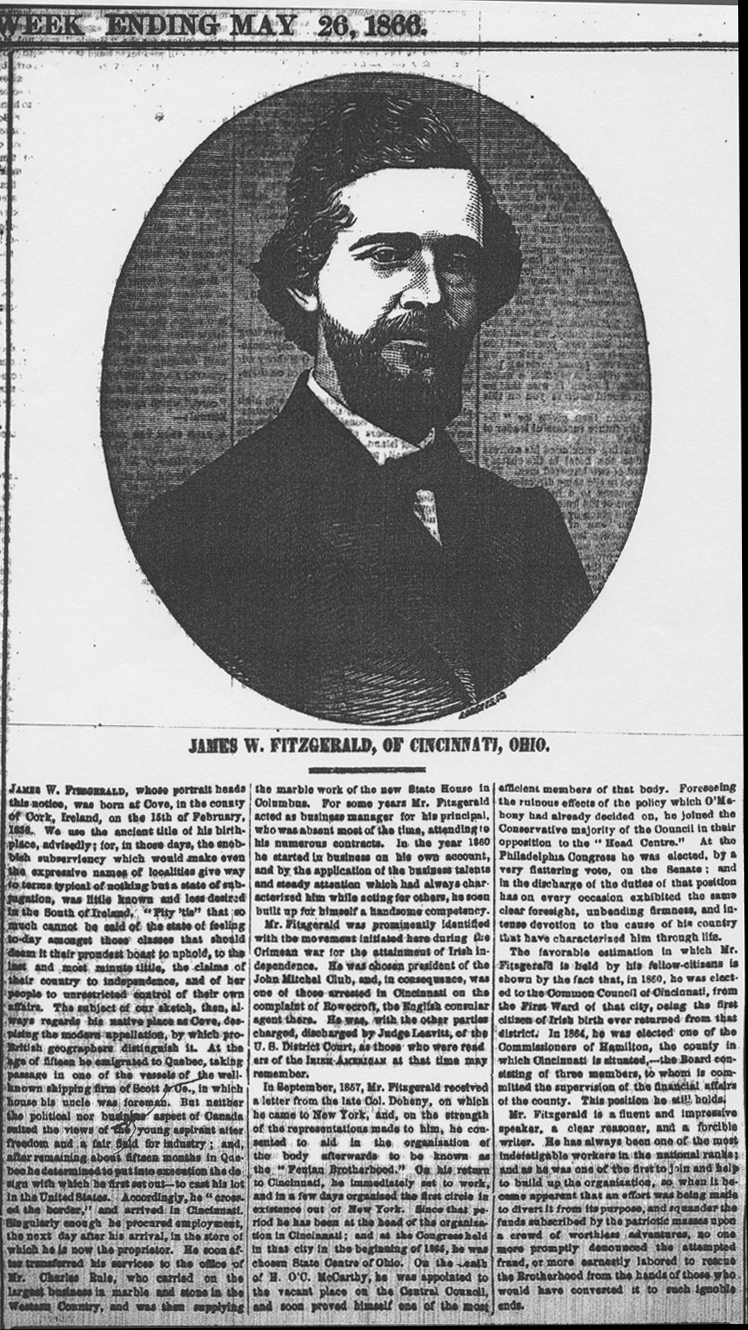 WEEK ENDING MAY 26, 1866.
JAMES W. FITZGERALD, OF CINCINNATI, OHIO.
JAMES W. FITZGERALD, whose portrait heads
this notice, was born at Cove, in the county
of Cork, Ireland, on the 15th of February,
We use the ancient title of his birth-
place, advisedly; for, in those days, the snob-
bish subserviency which would make even
the expressive names of localities give way
to terms typical of nothing but a state of sub-
jugation, was little known and less desired
in the South of Ireland. "Pity 'tis" that so
much cannot be said of the state of feeling
to-day amongst those classes that should
deem it their proudest boast to uphold, to the
last and most minute title, the claims of
their country to independence, and of her
people to unrestricted control of their own
affairs. The subject of our sketch, then, al-
ways regards his native place as Cove, des-
pising the modern appellation, by which pro-
British geographers distinguish it. At the
age of fifteen he emigrated to Quebec, taking
passage in one of the vessels of the well-
known shipping firm of Scott & Co., in which
house his uncle was foreman. But neither
the political nor business aspect of Canada
suited the views of the young aspirant after
freedom and a fair field for industry; and,
after remaining about fifteen months in Que-
bec he determined to put into execution the de-
sign with which he first set out—to cast his lot
in the United States. Accordingly, he "cross-
ed the border," and arrived in Cincinnati.
Singularly enough he procured employment,
the next day after his arrival, in the store of
which he is now the proprietor. He soon af-
ter transferred his services to the office of
Mr. Charles Rule, who carried on the
largest business in marble and stone in the
Western Country, and was then supplying
the marble work of the new State House in
Columbus. For some years Mr. Fitzgerald
acted as business manager for his principal,
who was absent most of the time, attending to
his numerous contracts. In the year 1860
he started in business on his own account,
and by the application of the business talents
and steady attention which had always char-
acterized him while acting for others, he soon
built up for himself a handsome competency.
Mr. Fitzgerald was prominently identified
with the movement initiated here during the
Crimean war for the attainment of Irish in-
dependence. He was chosen president of the
John Mitchel Club, and, in consequence, was
one of those arrested in Cincinnati on the
complaint of Rowecroft, the English consular
agent there. He was, with the other parties
charged, discharged by Judge Leavitt, of the
U. S. District Court, as those who were read
ers of the IRISH-AMERICAN at that time may
remember.
In September, 1857, Mr. Fitzgerald received
a letter from the late Col. Doheny, on which
he came to New York, and, on the strength
of the representations made to him, he con-
sented to aid in the organization of
the body afterwards to be known as
the "Fenian Brotherhood." On his return
to Cincinnati, he immediately set to work,
and in a few days organised the first circle in
existence out of New York. Since that pe-
riod he has been at the head of the organiza-
tion in Cincinnati; and at the Congress held
in that city in the beginning of 1865, he was
chosen State Centre of Ohio. On the death
of H. O'C. McCarthy, he was appointed to
the vacant place on the Central Council,
and soon proved himself one of the most
efficient members of that body. Foreseeing
the ruinous effects of the policy which O'Ma-
hony had already decided on, he joined the
Conservative majority of the Council in their
opposition to the "Head Centre." At the
Philadelphia Congress he was elected, by a
very flattering vote, on the Senate; and
in the discharge of the duties of that position
has on every occasion exhibited the same
clear foresight, unbending firmness, and in-
tense devotion to the cause of his country
that have characterized him through life.
The favorable estimation in which Mr.
Fitzgerald is held by his fellow-citizens is
shown by the fact that, in 1860, he was elect-
ed to the Common Council of Cincinnati, from
the First Ward of that city, being the first
citizen of Irish birth ever returned from that
district. In 1864, he was elected one of the
Commissioners of Hamilton, the county in
which Cincinnati is situated,—the Board con-
sisting of three members, to whom is com-
mitted the supervision of the financial affairs
of the county. This position he still holds.
Mr. Fitzgerald is a fluent and impressive
speaker, a clear reasoner, and a forcible
writer. He has always been one of the most
indefatigable workers in the national ranks;
and as he was one of the first to join and help
to build up the organization, so when it be-
came apparent that an effort was being made
to divert it from its purpose, and squander the
funds subscribed by the patriotic masses upon
a crowd of worthless adventures, no one
more promptly denounced the attempted
fraud, or more earnestly labored to rescue
the Brotherhood from the hands of those who
would have converted it to such ignoble
ends.